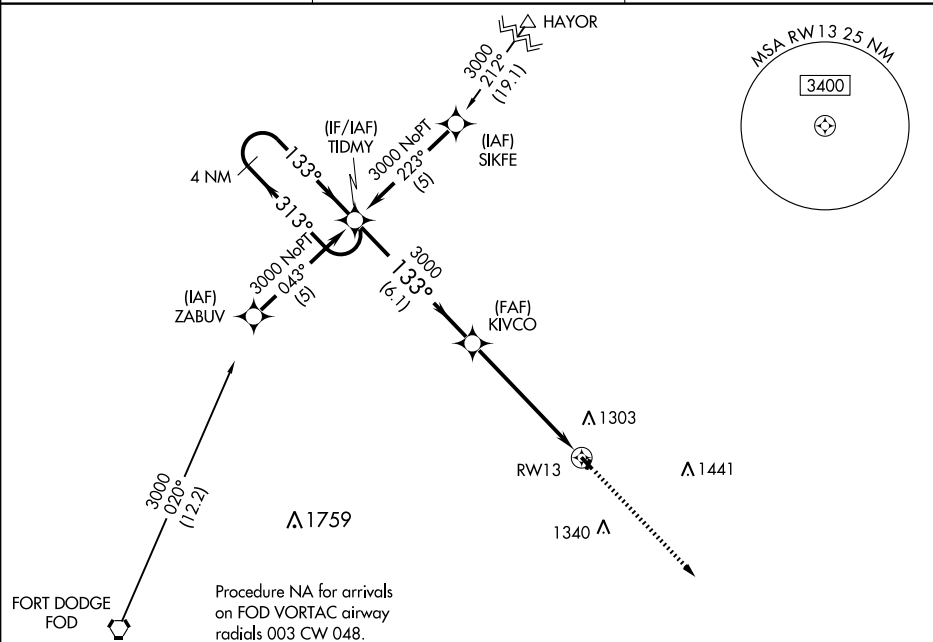 HAYOR
3000
212°
(19.1)
MSA RW13 25 NM
3400
(IF/IAF)
TIDMY
3000 NoPT
223°
(5)
(IAF)
SIKFE
4 NM
133°
313°
3000 NoPT
043°
(5)
(IAF)
ZABUV
3000
133°
(6.1)
(FAF)
KIVCO
1303
RW13
1441
1340
3000
020°
(12.2)
1759
FORT DODGE
FOD
Procedure NA for arrivals
on FOD VORTAC airway
radials 003 CW 048.